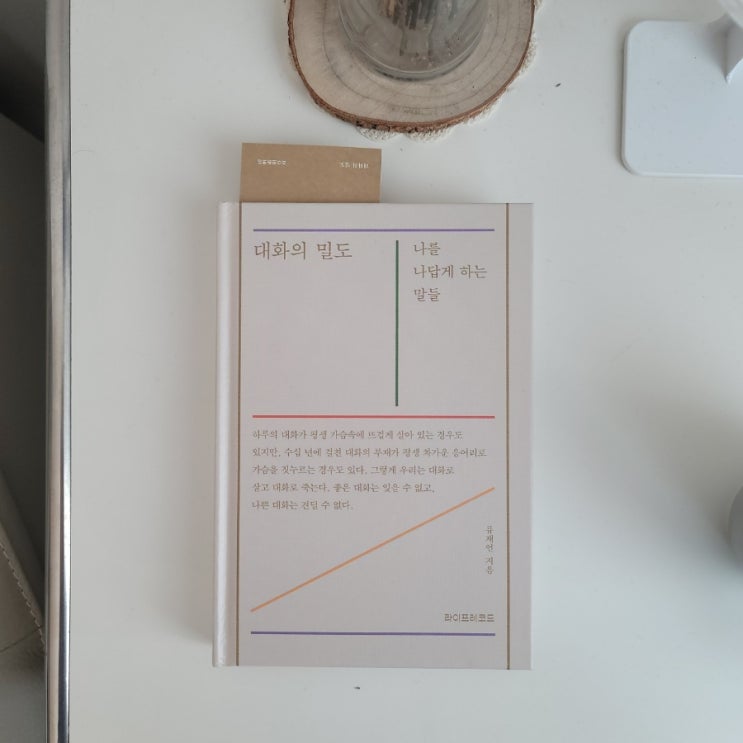 대화의 밀도
나를
나답게 하는
말들
하루의 대화가 평생 가슴속에 뜨겁게 살아 있는 경우도
있지만, 수십 년에 걸친 대화의 부재가 평생 차가운 응어리로
가슴을 짓누르는 경우도 있다. 그렇게 우리는 대화로
살고 대화로 죽는다. 좋은 대화는 잊을 수 없고,
나쁜 대화는 견딜 수 없다.
류재언 지음
라이프레코드